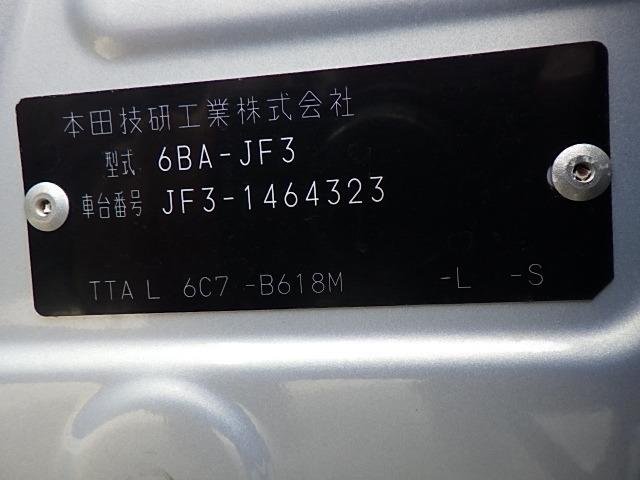 本田技研工業株式会社
型式 6BA-JF3
車台番号 JF3-1464323
TTA L 6C7 -B618M -L -S